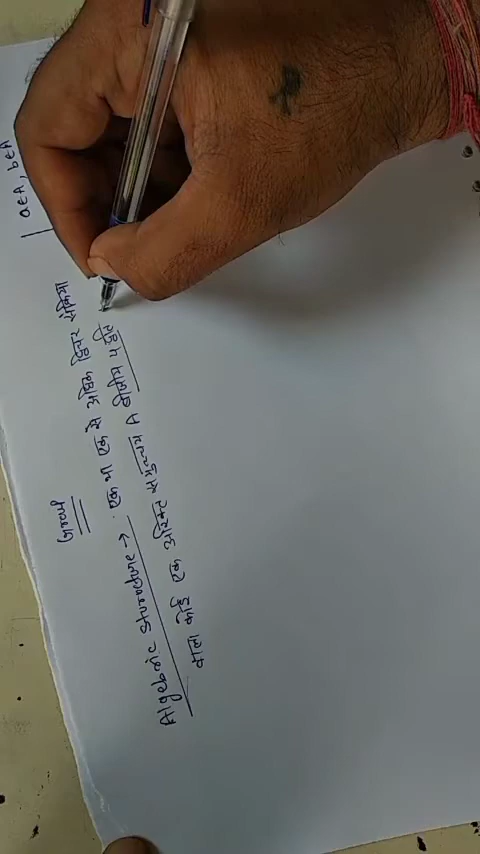 Group
Algebraic structure → एक या एक से अधिक द्विचर संक्रिया
वाला कोई एक अरिक्त समुच्चय A बीजीय पद्धति
a∈A, b∈A